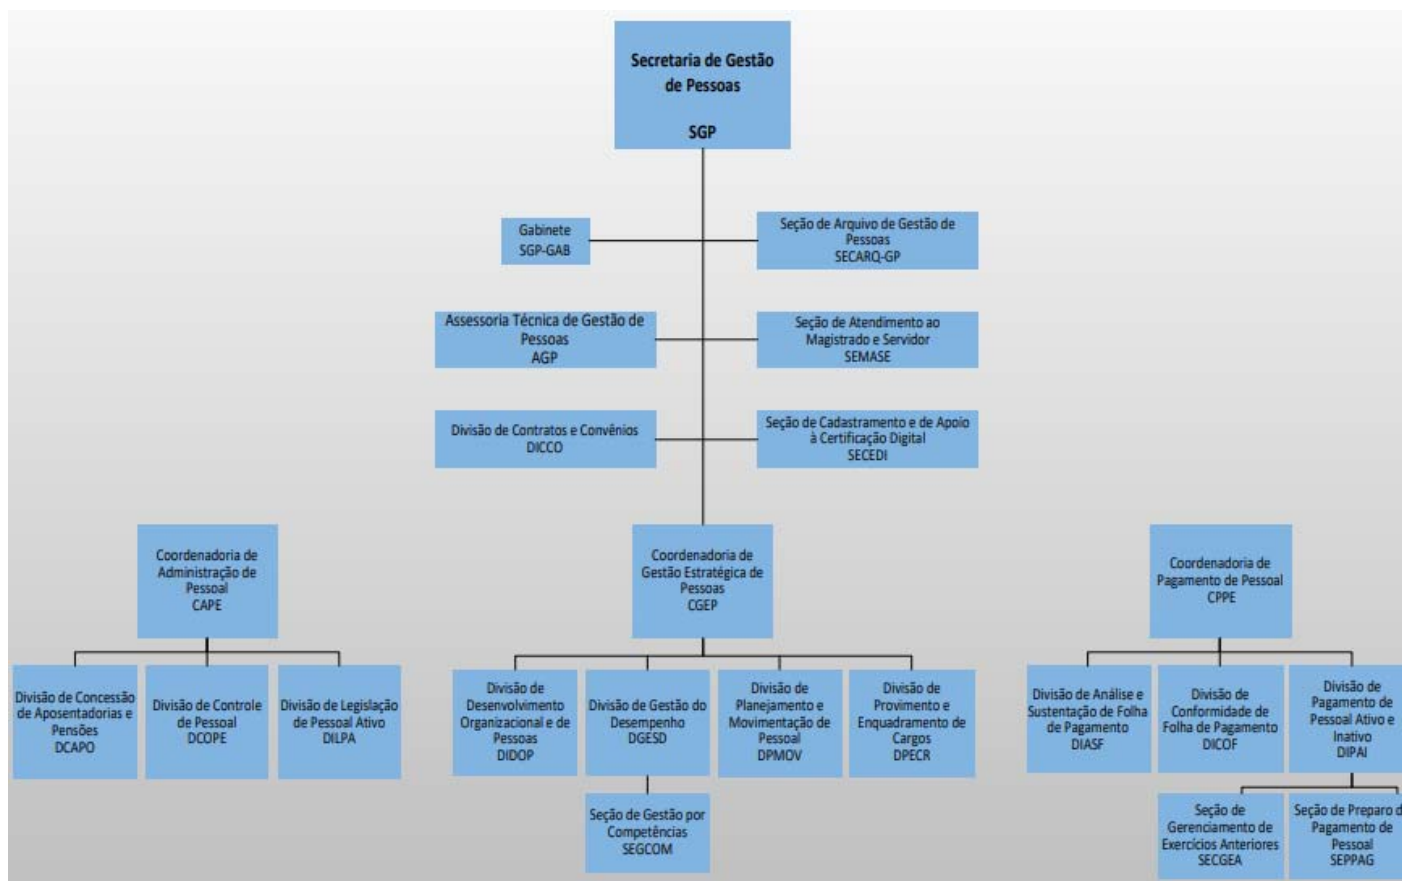 Secretaria de Gestão
de Pessoas
SGP
Gabinete
SGP-GAB
Seção de Arquivo de Gestão de
Pessoas
SECARQ-GP
Assessoria Técnica de Gestão de
Pessoas
AGP
Seção de Atendimento ao
Magistrado e Servidor
SEMASE
Divisão de Contratos e Convênios
DICCO
Seção de Cadastramento e de Apoio
à Certificação Digital
SECEDI
Coordenadoria de
Administração de
Pessoal
CAPE
Coordenadoria de
Gestão Estratégica de
Pessoas
CGEP
Coordenadoria de
Pagamento de Pessoal
CPPE
Divisão de Concessão
de Aposentadorias e
Pensões
DCAPO
Divisão de Controle
de Pessoal
DCOPE
Divisão de Legislação
de Pessoal Ativo
DILPA
Divisão de
Desenvolvimento
Organizacional e de
Pessoas
DIDOP
Divisão de Gestão do
Desempenho
DGESD
Divisão de
Planejamento e
Movimentação de
Pessoal
DPMOV
Divisão de
Provimento e
Enquadramento de
Cargos
DPECR
Divisão de Análise e
Sustentação de Folha
de Pagamento
DIASF
Divisão de
Conformidade de
Folha de Pagamento
DICOF
Divisão de
Pagamento de
Pessoal Ativo e
Inativo
DIPAI
Seção de Gestão por
Competências
SEGCOM
Seção de
Gerenciamento de
Exercícios Anteriores
SECGEA
Seção de Preparo d
Pagamento de
Pessoal
SEPPAG